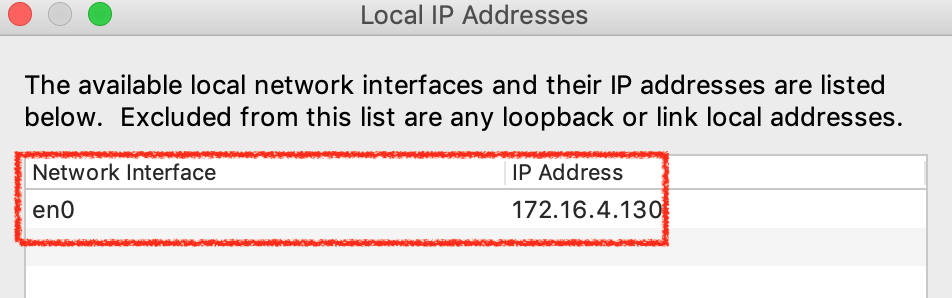 Local IP Addresses
The available local network interfaces and their IP addresses are listed
below.  Excluded from this list are any loopback or link local addresses.
Network Interface IP Address
en0 172.16.4.130